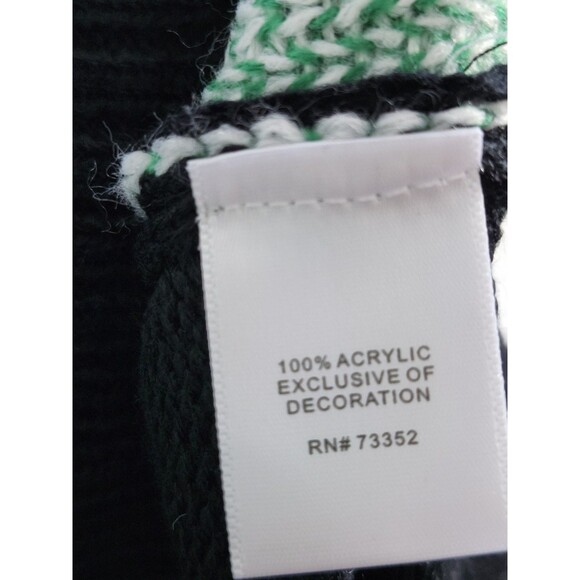 100% ACRYLIC
EXCLUSIVE OF
DECORATION
RN# 73352